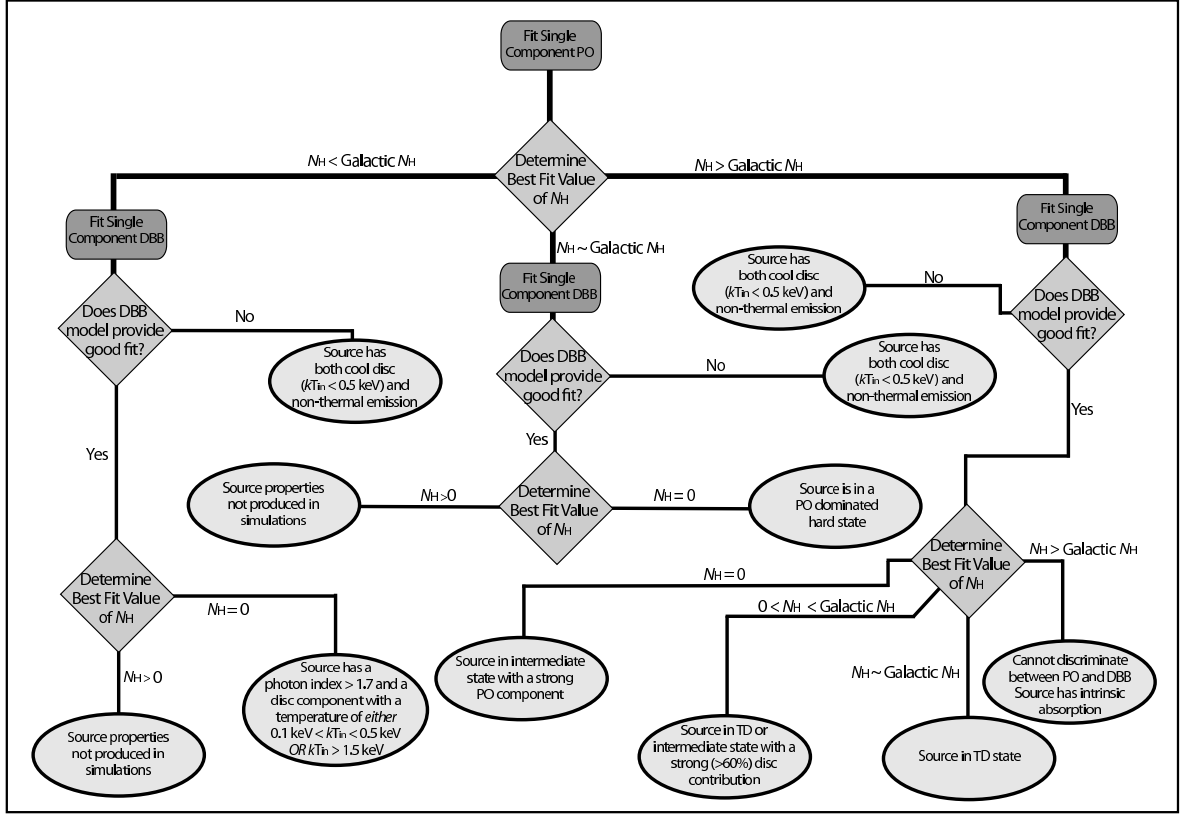 Fit Single
Component PO
Determine
Best Fit Value
of NH
NH < Galactic NH
NH > Galactic NH
NH ~ Galactic NH
Fit Single
Component DBB
Does DBB
model provide
good fit?
No
Source has
both cool disc
(kTin < 0.5 keV) and
non-thermal emission
Yes
Determine
Best Fit Value
of NH
NH > 0
Source properties
not produced in
simulations
NH = 0
Source has a
photon index > 1.7 and a
disc component with a
temperature of either
0.1 keV < kTin < 0.5 keV
OR kTin > 1.5 keV
Fit Single
Component DBB
Does DBB
model provide
good fit?
No
Source has
both cool disc
(kTin < 0.5 keV) and
non-thermal emission
Yes
Determine
Best Fit Value
of NH
NH > 0
Source properties
not produced in
simulations
NH = 0
Source is in a
PO dominated
hard state
Fit Single
Component DBB
Does DBB
model provide
good fit?
No
Source has
both cool disc
(kTin < 0.5 keV) and
non-thermal emission
Yes
Determine
Best Fit Value
of NH
NH = 0
Source in intermediate
state with a strong
PO component
0 < NH < Galactic NH
Source in TD or
intermediate state with a
strong (>60%) disc
contribution
NH ~ Galactic NH
Source in TD state
NH > Galactic NH
Cannot discriminate
between PO and DBB
Source has intrinsic
absorption